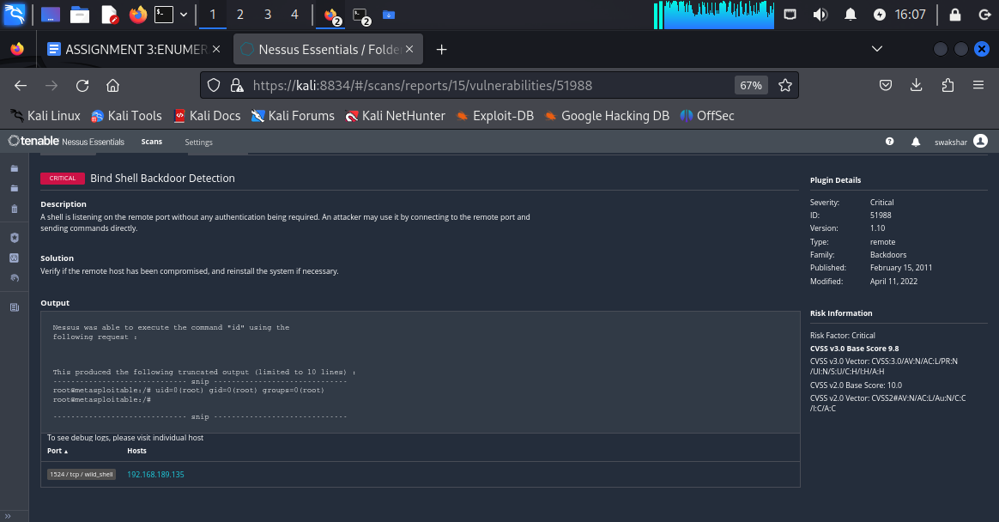 1 2 3 4 2 2 16:07
ASSIGNMENT 3:ENUMER Nessus Essentials / Folde
https://kali:8834/#/scans/reports/15/vulnerabilities/51988 67%
Kali Linux Kali Tools Kali Docs Kali Forums Kali NetHunter Exploit-DB Google Hacking DB OffSec
tenable Nessus Essentials Scans Settings swakshar
CRITICAL Bind Shell Backdoor Detection
Description
A shell is listening on the remote port without any authentication being required. An attacker may use it by connecting to the remote port and
sending commands directly.
Solution
Verify if the remote host has been compromised, and reinstall the system if necessary.
Output
Nessus was able to execute the command "id" using the
following request :
This produced the following truncated output (limited to 10 lines) :
------------------------------ snip ------------------------------
root@metasploitable:/# uid=0(root) gid=0(root) groups=0(root)
root@metasploitable:/#
------------------------------ snip ------------------------------
To see debug logs, please visit individual host
Port Hosts
1524 / tcp / wild_shell 192.168.189.135
Plugin Details
Severity: Critical
ID: 51988
Version: 1.10
Type: remote
Family: Backdoors
Published: February 15, 2011
Modified: April 11, 2022
Risk Information
Risk Factor: Critical
CVSS v3.0 Base Score 9.8
CVSS v3.0 Vector: CVSS:3.0/AV:N/AC:L/PR:N
/UI:N/S:U/C:H/I:H/A:H
CVSS v2.0 Base Score: 10.0
CVSS v2.0 Vector: CVSS2#AV:N/AC:L/Au:N/C:C
/I:C/A:C